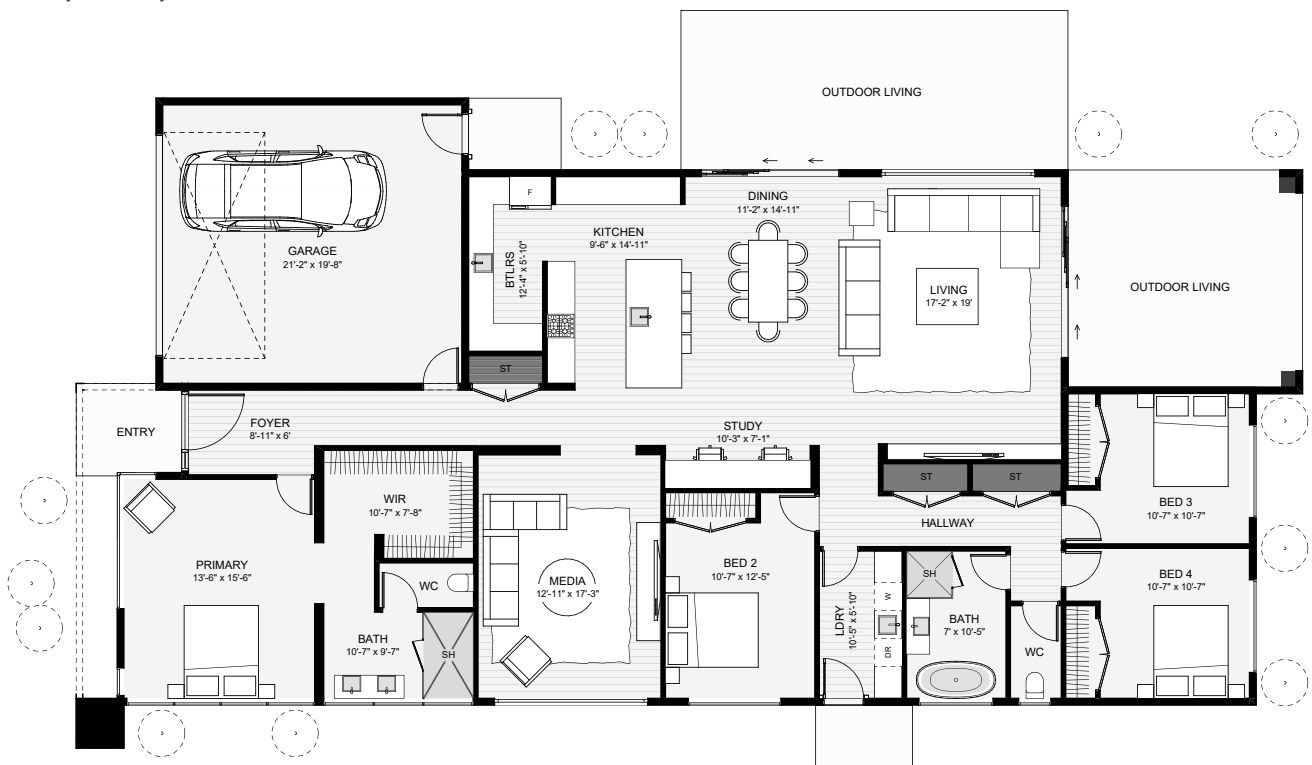 OUTDOOR LIVING
DINING
11'-2" x 14'-11"
F
KITCHEN
9'-6" x 14'-11"
GARAGE
21'-2" x 19'-8"
BTLRS
12'-4" x 5'-10"
LIVING
17'-2" x 19'
OUTDOOR LIVING
ST
ENTRY
FOYER
8'-11" x 6'
STUDY
10'-3" x 7'-1"
ST
ST
WIR
10'-7" x 7'-8"
BED 3
10'-7" x 10'-7"
HALLWAY
PRIMARY
13'-6" x 15'-6"
WC
MEDIA
12'-11" x 17'-3"
BED 2
10'-7" x 12'-5"
SH
BED 4
10'-7" x 10'-7"
W
LDRY
10'-5" x 5'-10"
BATH
7' x 10'-5"
BATH
10'-7" x 9'-7"
SH
DR
WC